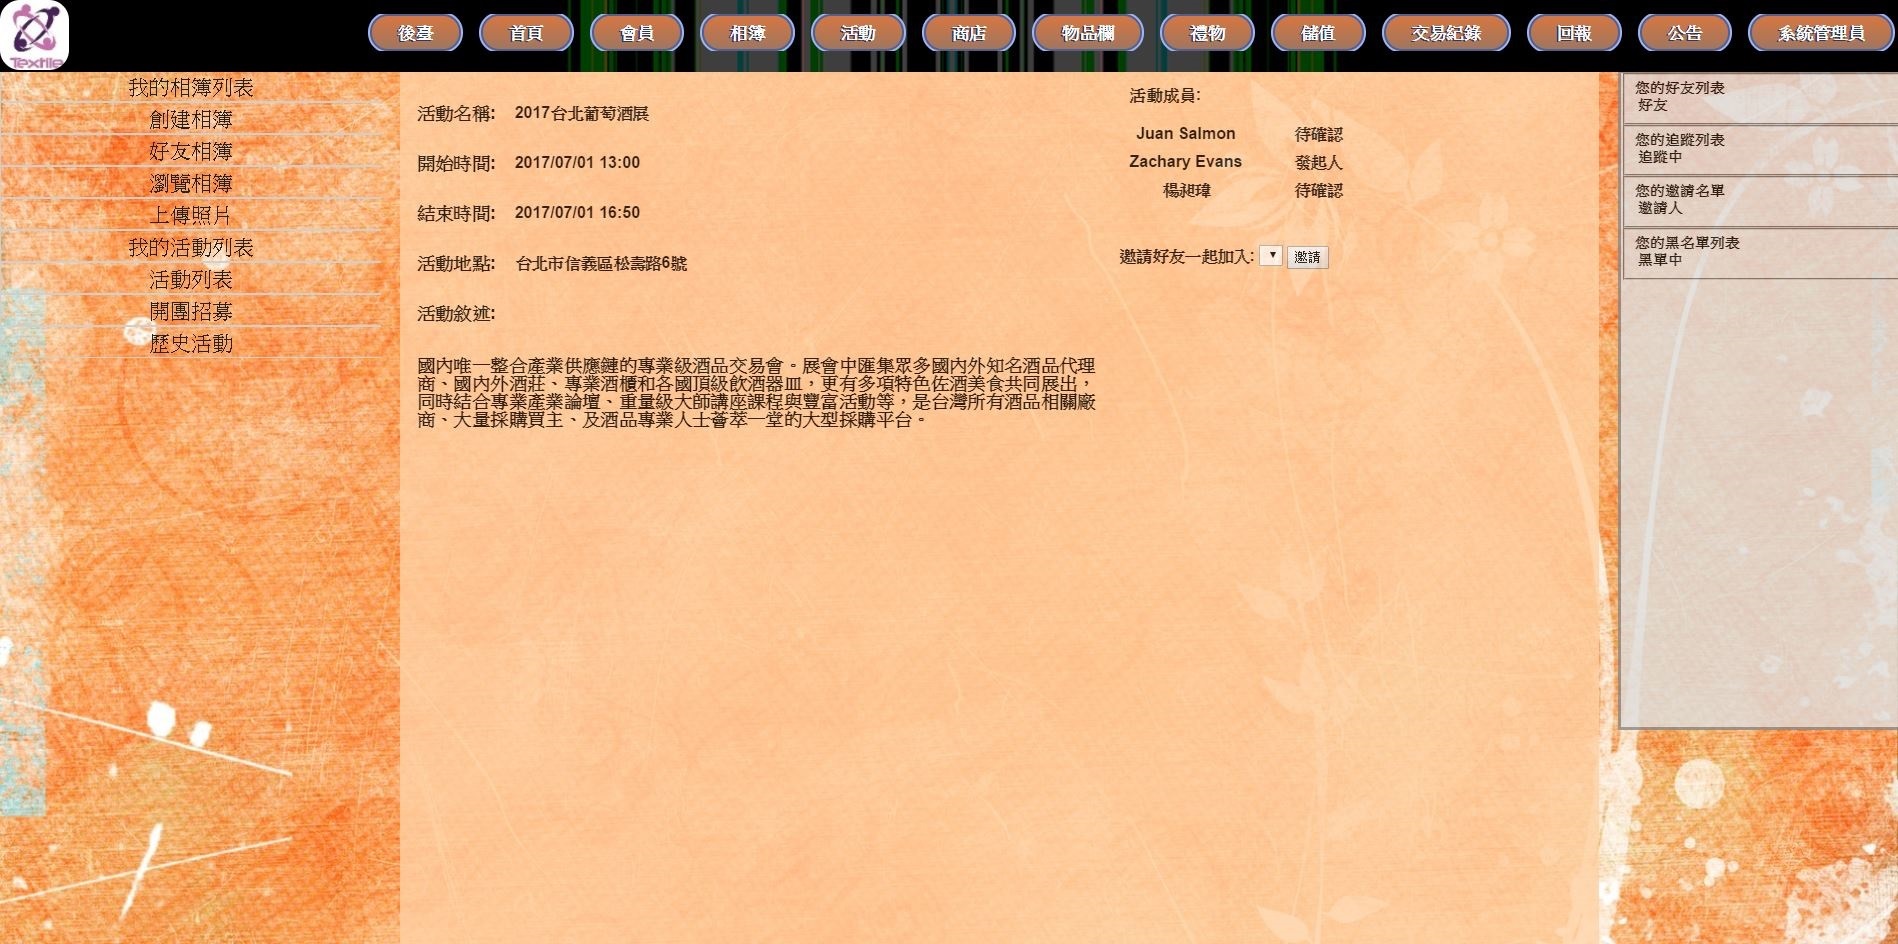 Textile
後臺 首頁 會員 相簿 活動 商店 物品欄 禮物 儲值 交易紀錄 回報 公告 系統管理員
我的相簿列表
創建相簿
好友相簿
瀏覽相簿
上傳照片
我的活動列表
活動列表
開團招募
歷史活動
活動名稱: 2017台北葡萄酒展
開始時間: 2017/07/01 13:00
結束時間: 2017/07/01 16:50
活動地點: 台北市信義區松壽路6號
活動敘述:
國內唯一整合產業供應鏈的專業級酒品交易會。展會中匯集眾多國內外知名酒品代理
商、國內外酒莊、專業酒櫃和各國頂級飲酒器皿，更有多項特色佐酒美食共同展出，
同時結合專業產業論壇、重量級大師講座課程與豐富活動等，是台灣所有酒品相關廠
商、大量採購買主、及酒品專業人士薈萃一堂的大型採購平台。
活動成員:
Juan Salmon 待確認
Zachary Evans 發起人
楊昶瑋 待確認
邀請好友一起加入: 邀請
您的好友列表
好友
您的追蹤列表
追蹤中
您的邀請名單
邀請人
您的黑名單列表
黑單中